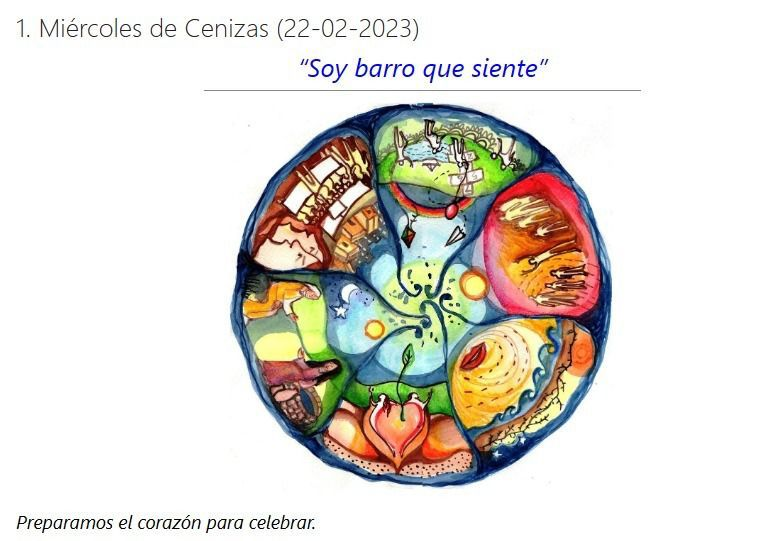 1. Miércoles de Cenizas (22-02-2023)
“Soy barro que siente”
Preparamos el corazón para celebrar.